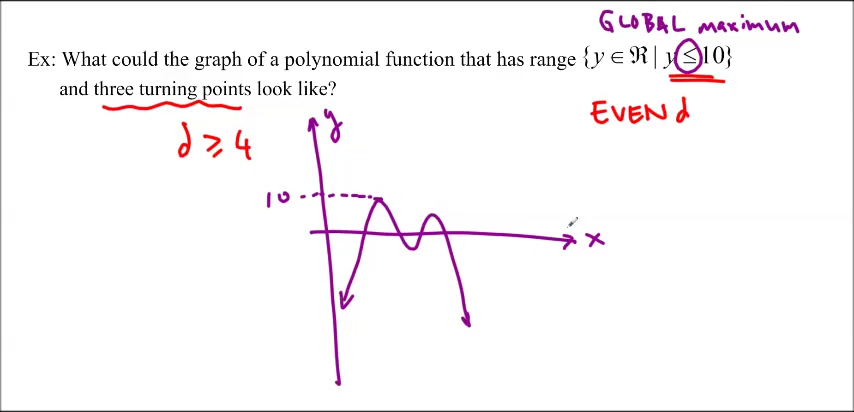 GLOBAL maximum
Ex: What could the graph of a polynomial function that has range {y ∈ ℜ | y ≤ 10}
and three turning points look like?
EVEN d
d ≥ 4
y
10
x